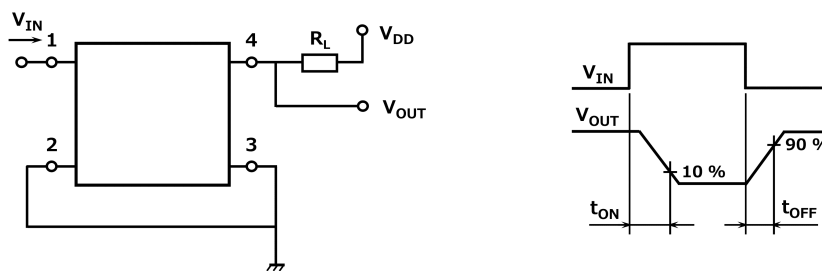 V_IN
1
4
R_L
V_DD
V_OUT
2
3
V_IN
V_OUT
10 %
90 %
t_ON
t_OFF